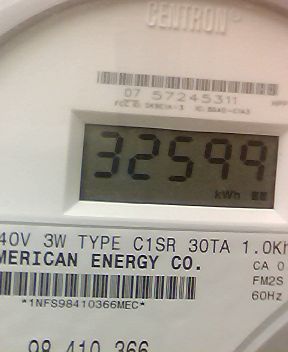 CENTRON®
07 57245311
32599
kWh
40V 3W TYPE C1SR 30TA 1.0Kh
MERICAN ENERGY CO.
CA 0
FM2S
60Hz
*1NFS98410366MEC*
98 410 366